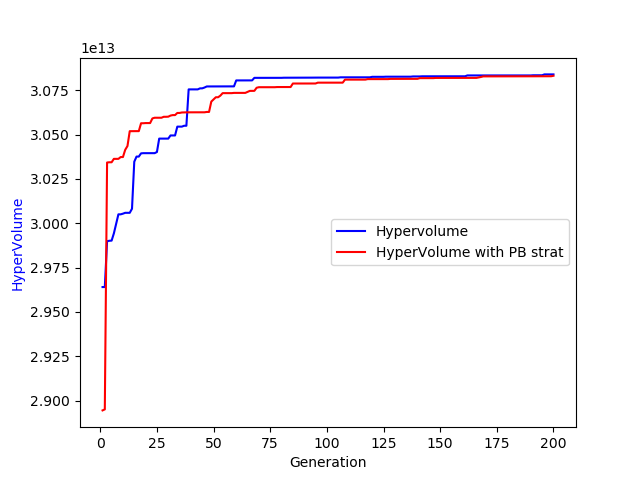 1e13
3.075
3.050
3.025
3.000
2.975
2.950
2.925
2.900
HyperVolume
Hypervolume
HyperVolume with PB strat
0 25 50 75 100 125 150 175 200
Generation